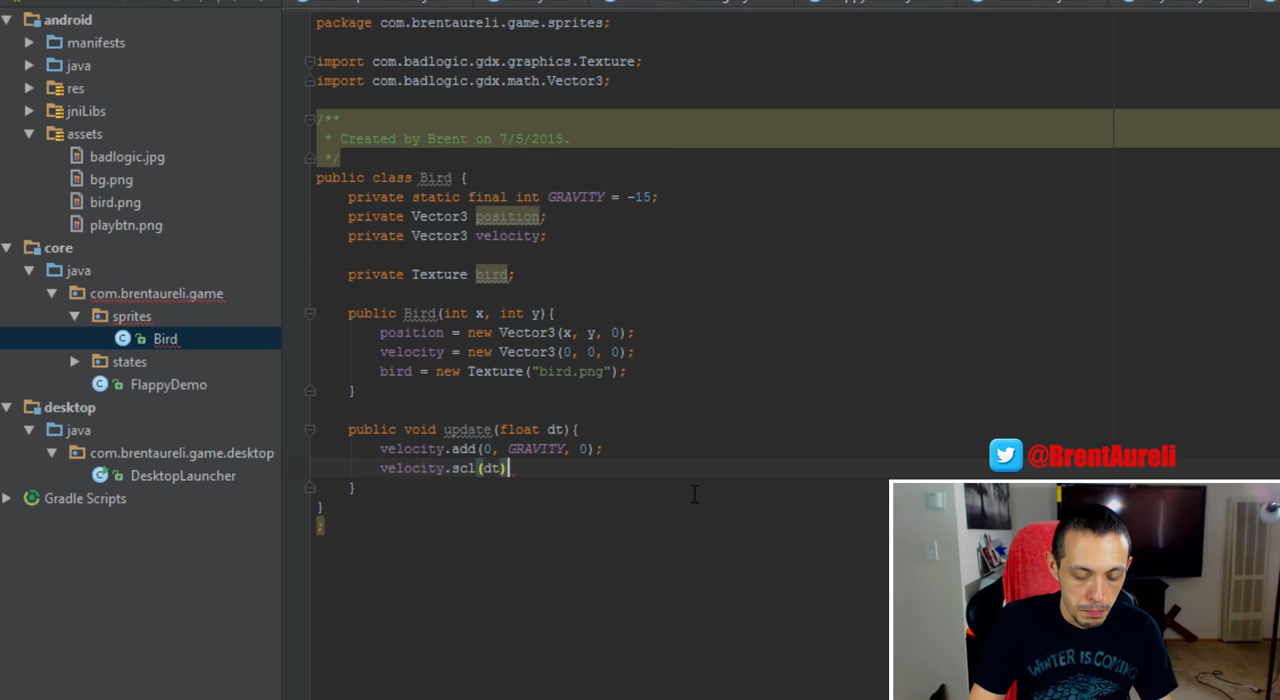 android
manifests
java
res
jniLibs
assets
badlogic.jpg
bg.png
bird.png
playbtn.png
core
java
com.brentaureli.game
sprites
Bird
states
FlappyDemo
desktop
java
com.brentaureli.game.desktop
DesktopLauncher
Gradle Scripts
package com.brentaureli.game.sprites;
import com.badlogic.gdx.graphics.Texture;
import com.badlogic.gdx.math.Vector3;
/**
* Created by Brent on 7/5/2015.
*/
public class Bird {
private static final int GRAVITY = -15;
private Vector3 position;
private Vector3 velocity;
private Texture bird;
public Bird(int x, int y){
position = new Vector3(x, y, 0);
velocity = new Vector3(0, 0, 0);
bird = new Texture("bird.png");
}
public void update(float dt){
velocity.add(0, GRAVITY, 0);
velocity.scl(dt)
}
}
;
@BrentAureli
WINTER IS COMING